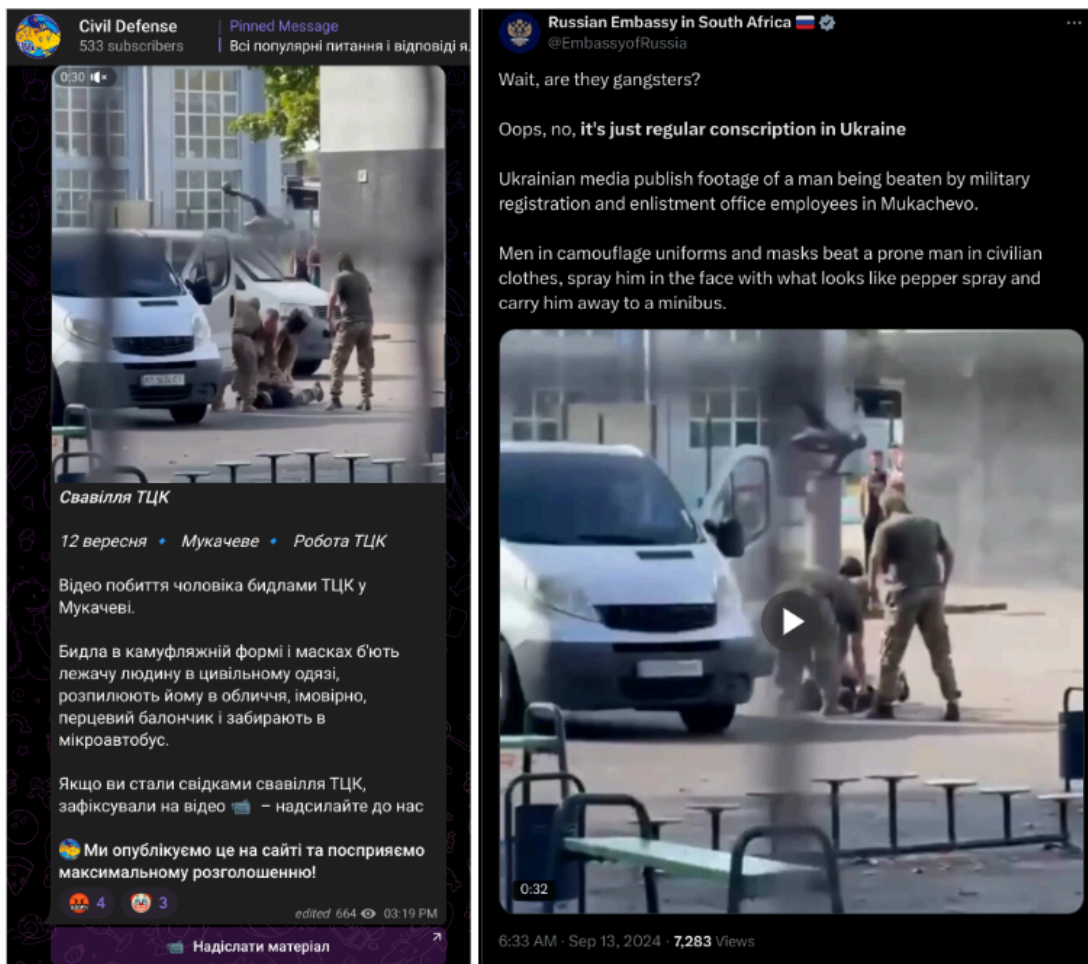 Civil Defense
533 subscribers
Pinned Message
Всі популярні питання і відповіді я.
0:30
Свавілля ТЦК
12 вересня 🔹 Мукачеве 🔹 Робота ТЦК
Відео побиття чоловіка бидлами ТЦК у
Мукачеві.
Бидла в камуфляжній формі і масках б'ють
лежачу людину в цивільному одязі,
розпилюють йому в обличчя, імовірно,
перцевий балончик і забирають в
мікроавтобус.
Якщо ви стали свідками свавілля ТЦК,
зафіксували на відео 📹 – надсилайте до нас
Ми опублікуємо це на сайті та посприяємо
максимальному розголошенню!
🤬 4 🤡 3
edited 664 03:19 PM
📹 Надіслати матеріал
Russian Embassy in South Africa 🇷🇺
@EmbassyofRussia
Wait, are they gangsters?
Oops, no, it's just regular conscription in Ukraine
Ukrainian media publish footage of a man being beaten by military
registration and enlistment office employees in Mukachevo.
Men in camouflage uniforms and masks beat a prone man in civilian
clothes, spray him in the face with what looks like pepper spray and
carry him away to a minibus.
0:32
6:33 AM · Sep 13, 2024 · 7,283 Views